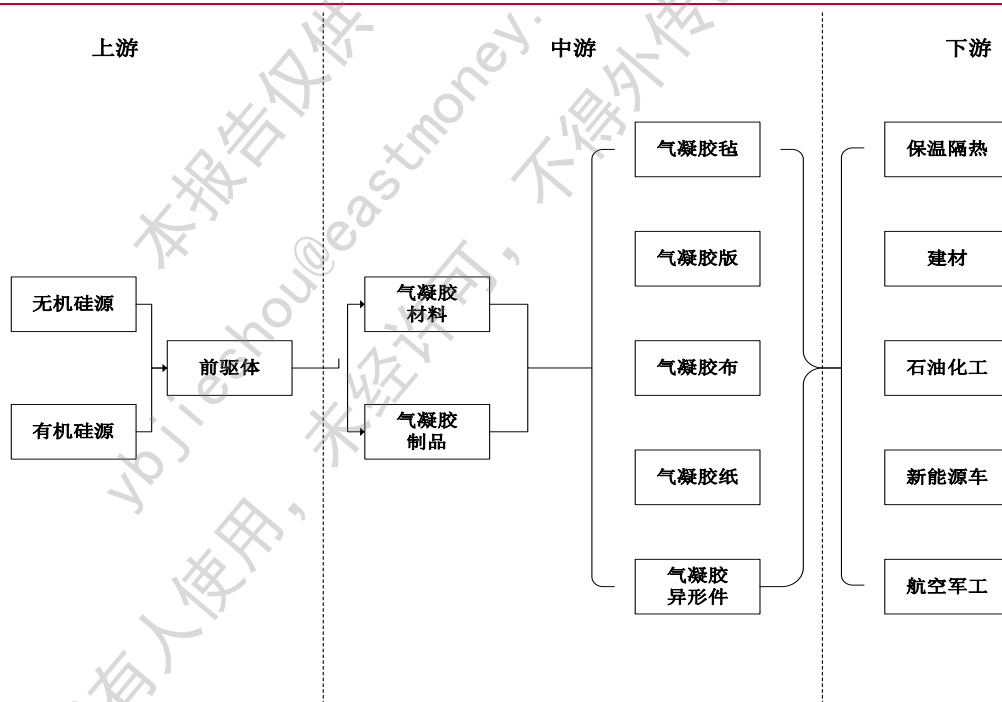 上游
中游
下游
无机硅源
有机硅源
前驱体
气凝胶
材料
气凝胶
制品
气凝胶毡
气凝胶版
气凝胶布
气凝胶纸
气凝胶
异形件
保温隔热
建材
石油化工
新能源车
航空军工
本报告仅供
ybjieshou@eastmoney.
有人使用，未经许可，不得外传